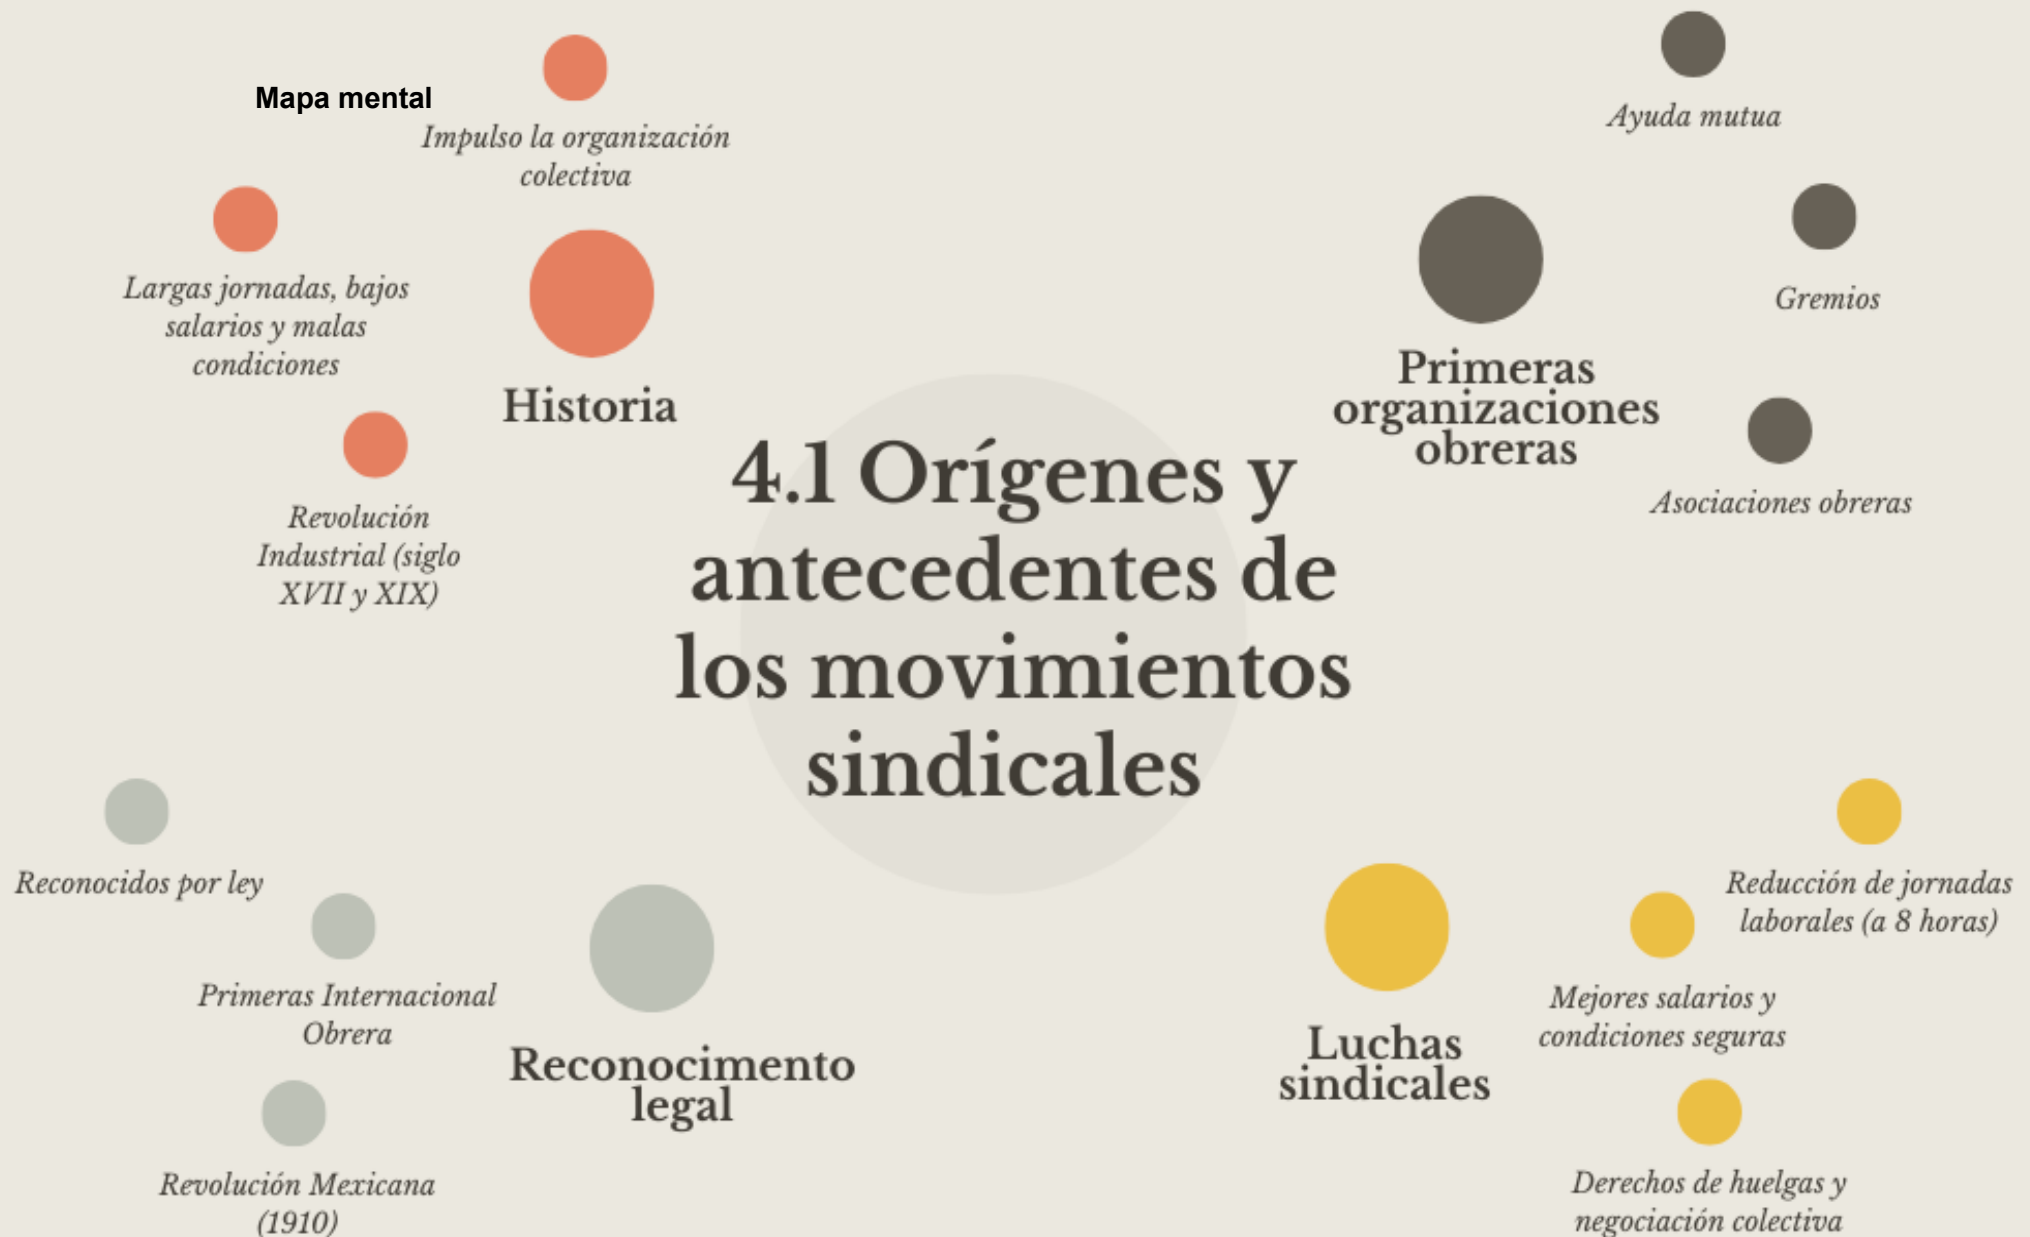 Mapa mental
Impulso la organización
colectiva
Largas jornadas, bajos
salarios y malas
condiciones
Historia
Revolución
Industrial (siglo
XVII y XIX)
Ayuda mutua
Gremios
Primeras
organizaciones
obreras
Asociaciones obreras
4.1 Orígenes y
antecedentes de
los movimientos
sindicales
Reconocidos por ley
Primeras Internacional
Obrera
Reconocimento
legal
Revolución Mexicana
(1910)
Reducción de jornadas
laborales (a 8 horas)
Mejores salarios y
condiciones seguras
Luchas
sindicales
Derechos de huelgas y
negociación colectiva